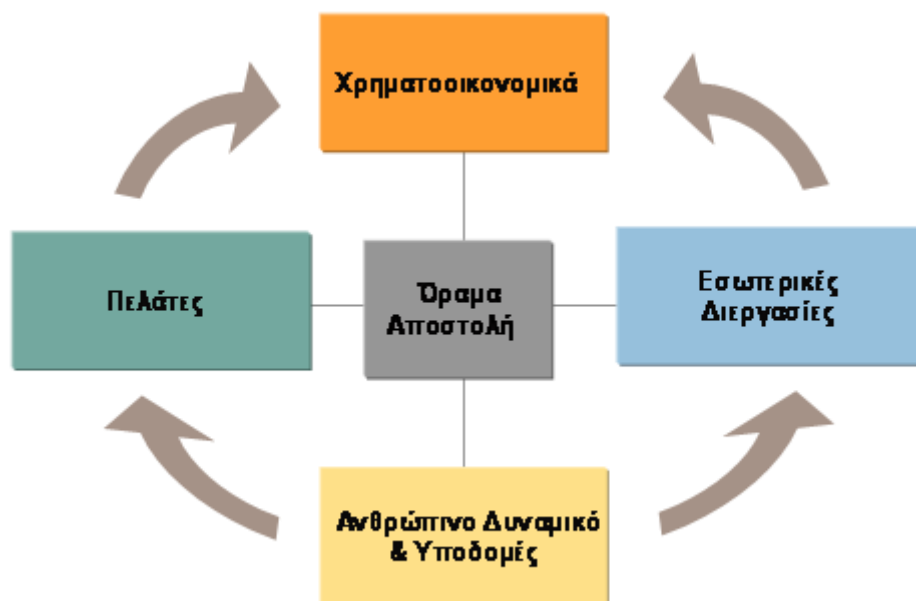 Χρηματοοικονομικά
Πελάτες
Όραμα
Αποστολή
Εσωτερικές
Διεργασίες
Ανθρώπινο Δυναμικό
& Υποδομές